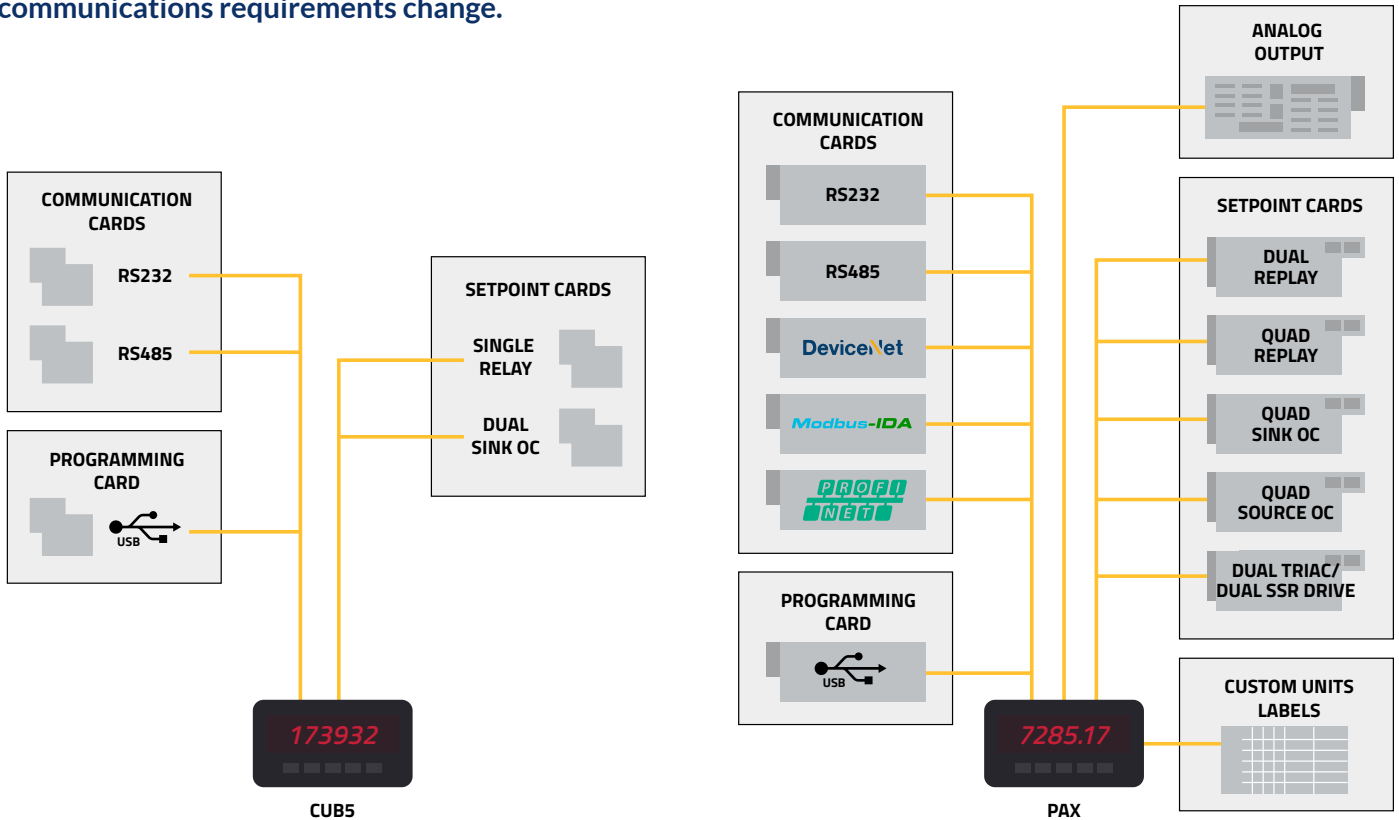 communications requirements change.
COMMUNICATION
CARDS
RS232
RS485
PROGRAMMING
CARD
USB
SETPOINT CARDS
SINGLE
RELAY
DUAL
SINK OC
173932
CUB5
COMMUNICATION
CARDS
RS232
RS485
DeviceNet
Modbus-IDA
PROFI
NET
PROGRAMMING
CARD
USB
ANALOG
OUTPUT
SETPOINT CARDS
DUAL
REPLAY
QUAD
REPLAY
QUAD
SINK OC
QUAD
SOURCE OC
DUAL TRIAC/
DUAL SSR DRIVE
CUSTOM UNITS
LABELS
7285.17
PAX